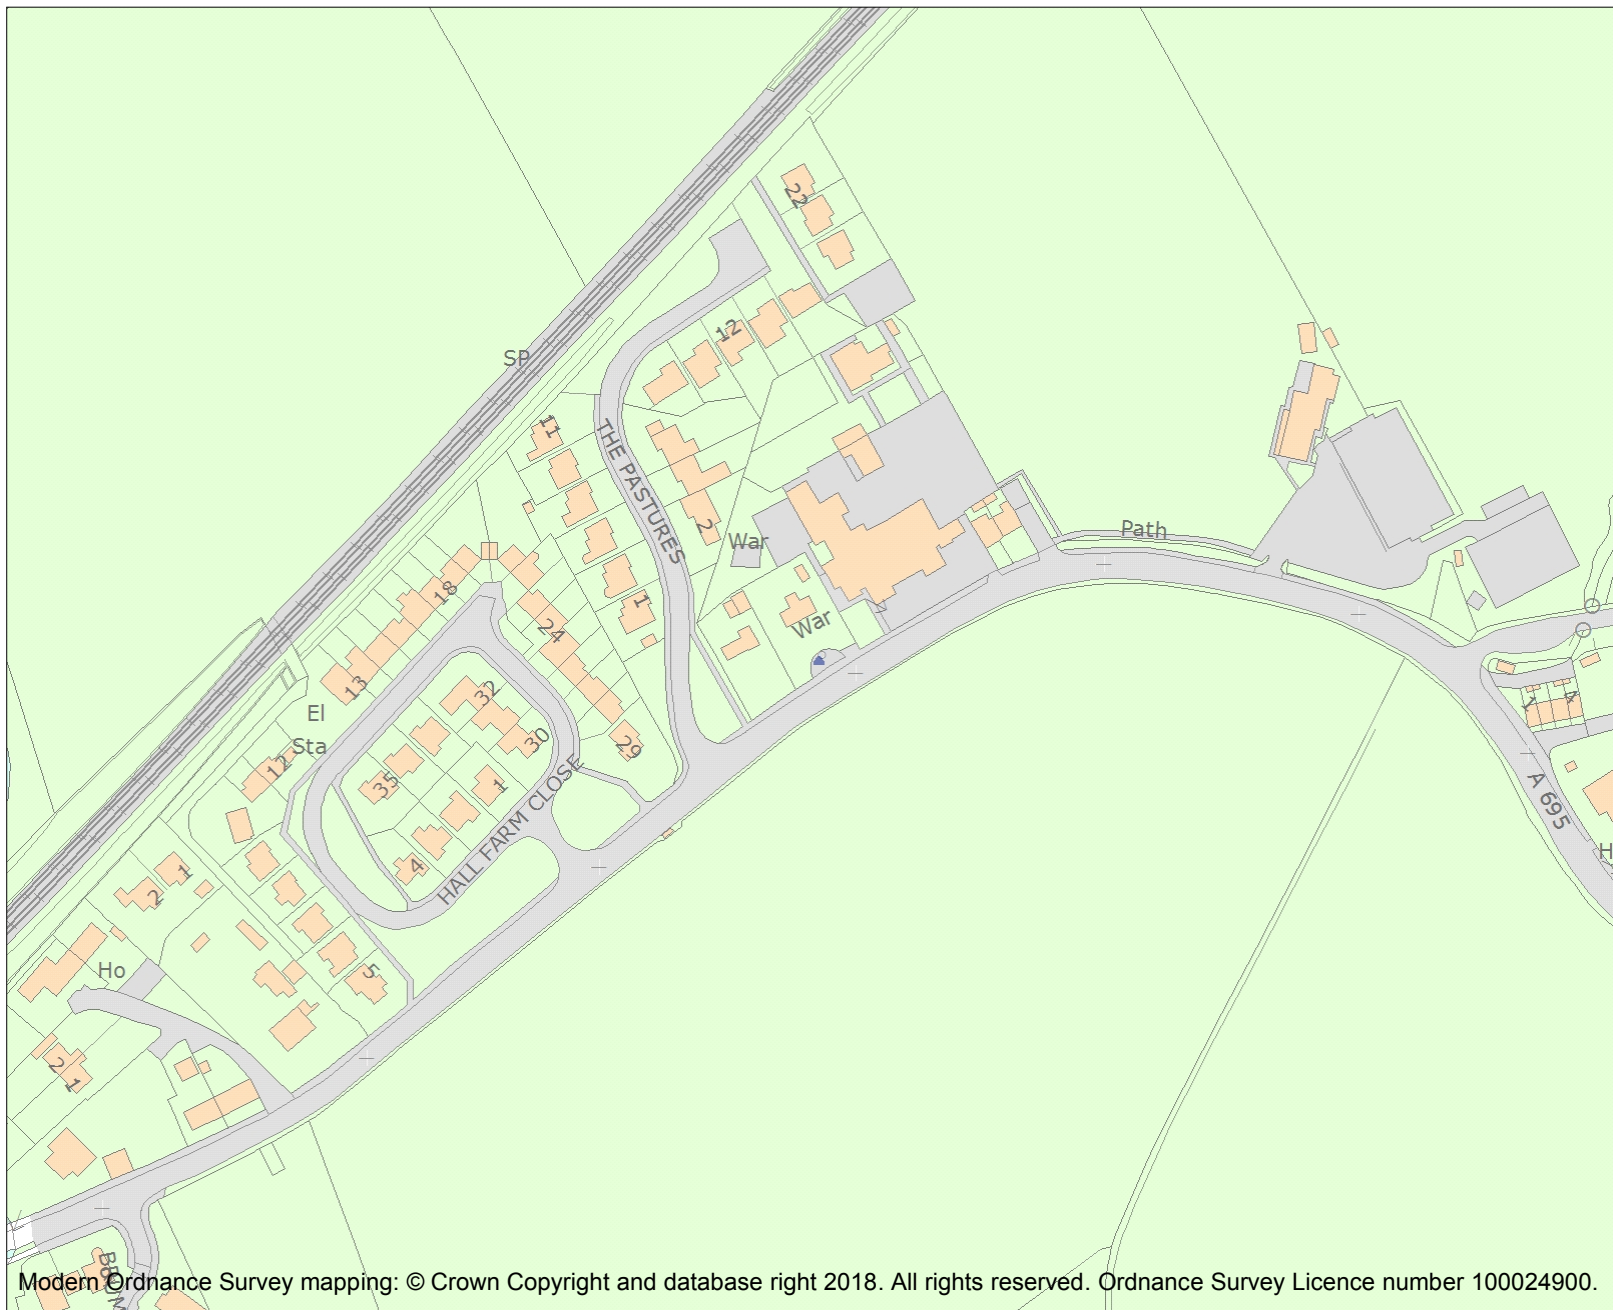 22
SP
12
11
THE PASTURES
2
War
Path
18
1
24
War
13
32
El
Sta
30
29
12
35
1
1
4
A 695
4
HALL FARM CLOSE
H
1
2
Ho
5
2
1
Modern Ordnance Survey mapping: © Crown Copyright and database right 2018. All rights reserved. Ordnance Survey Licence number 100024900.